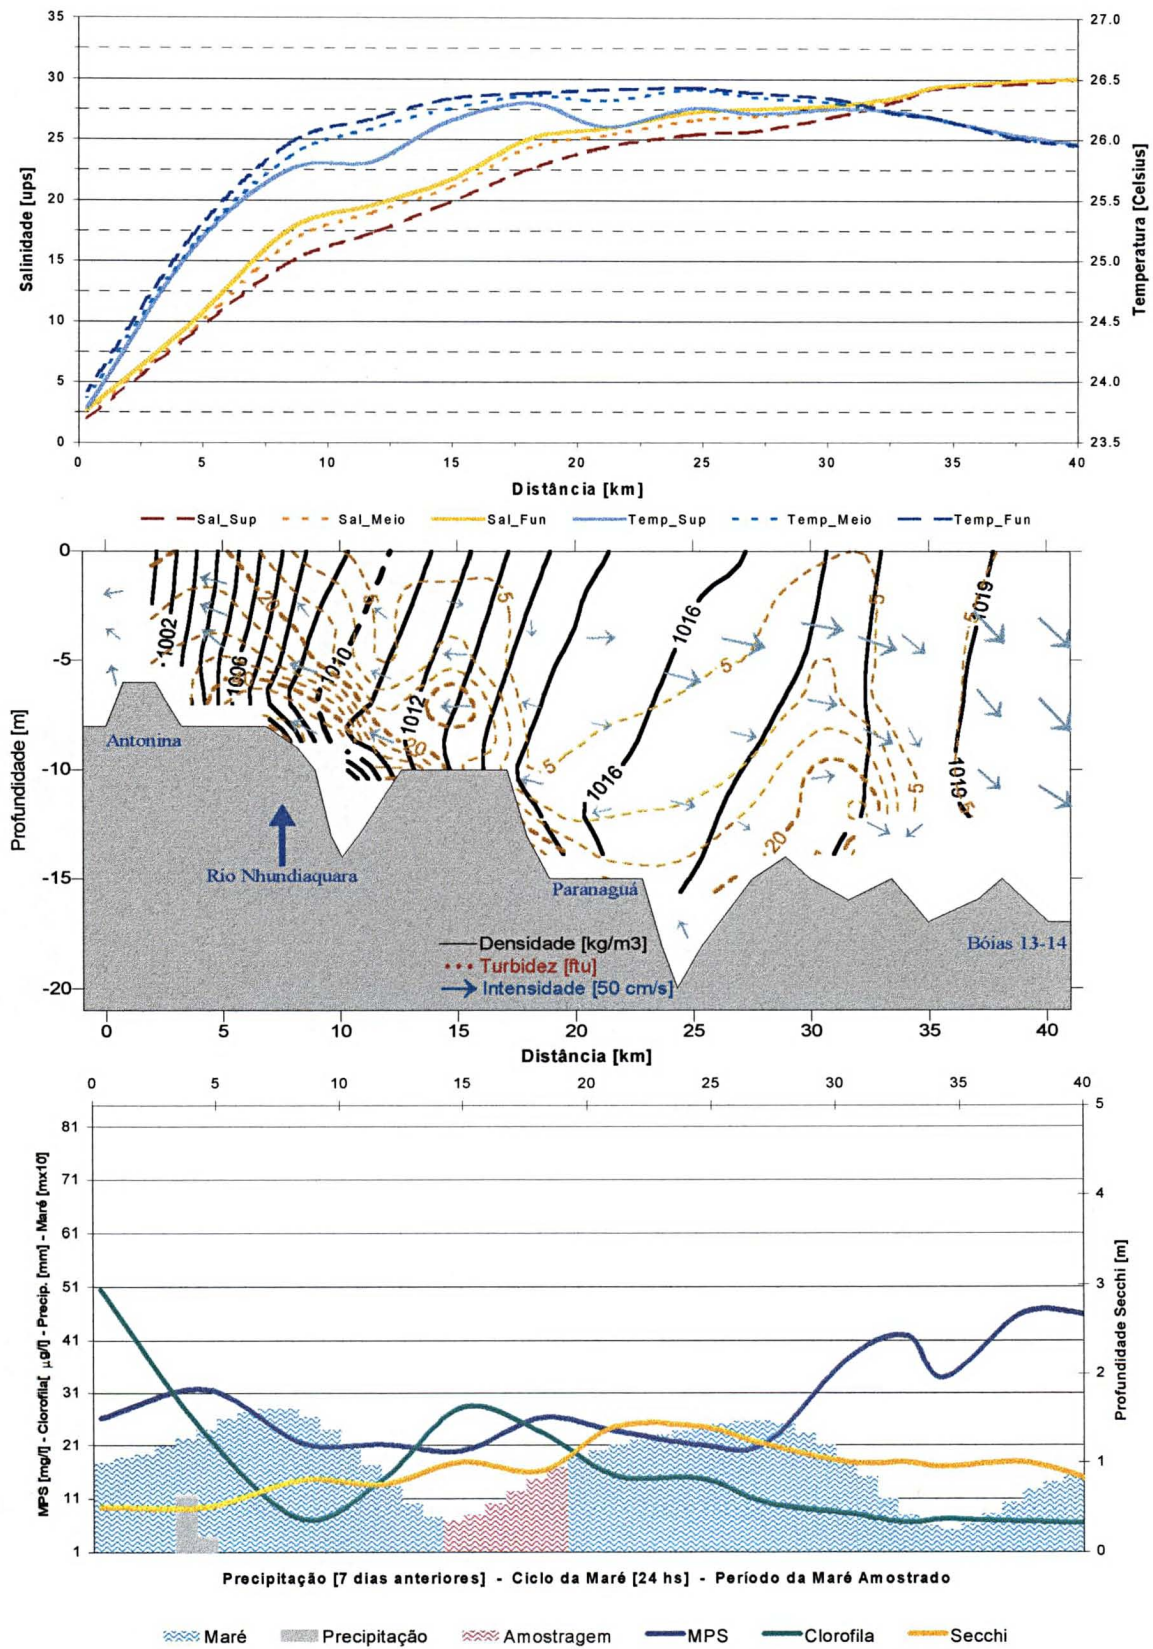 35
30
25
20
15
10
5
0
Salinidade [ups]
27.0
26.5
26.0
25.5
25.0
24.5
24.0
23.5
Temperatura [Celsius]
0 5 10 15 20 25 30 35 40
Distância [km]
Sal_Sup Sal_Meio Sal_Fun Temp_Sup Temp_Meio Temp_Fun
0
-5
-10
-15
-20
Profundidade [m]
1002
1006
1010
1012
1016
1016
1019
1019
20
5
5
5
5
5
20
5
5
20
5
Antonina
Rio Nhundiaquara
Paranaguá
Bóias 13-14
Densidade [kg/m3]
Turbidez [ftu]
Intensidade [50 cm/s]
0 5 10 15 20 25 30 35 40
Distância [km]
0 5 10 15 20 25 30 35 40
81
71
61
51
41
31
21
11
1
MPS [mg/l] - Clorofila[ µg/l] - Precip. [mm] - Maré [mx10]
5
4
3
2
1
0
Profundidade Secchi [m]
Precipitação [7 dias anteriores] - Ciclo da Maré [24 hs] - Período da Maré Amostrado
Maré Precipitação Amostragem MPS Clorofila Secchi